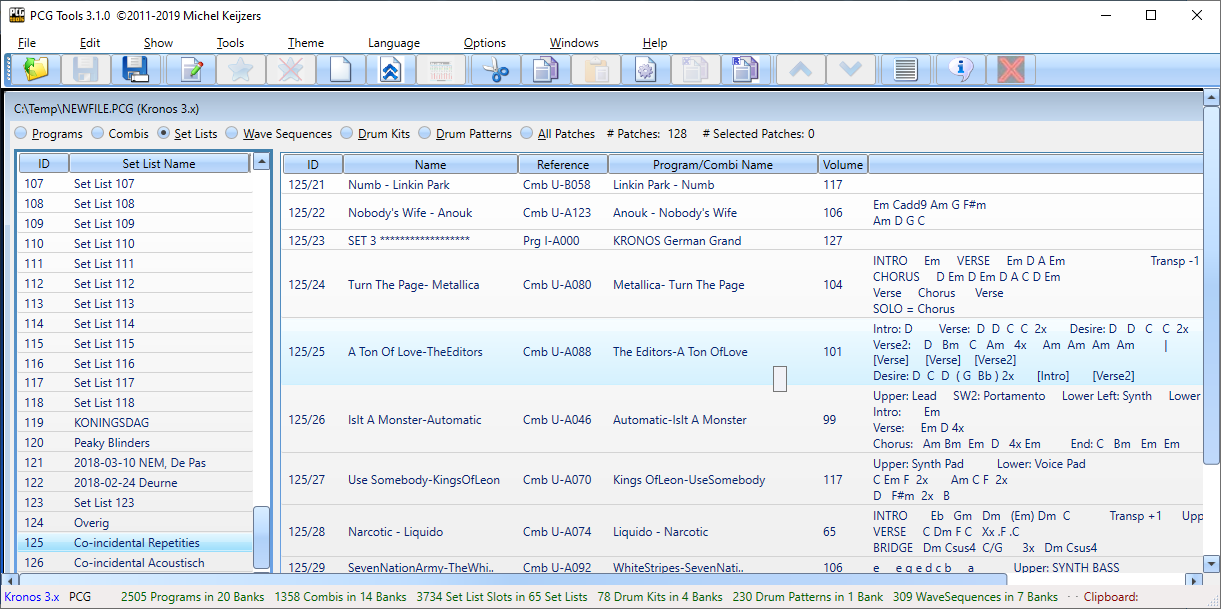 PCG Tools 3.1.0 ©2011-2019 Michel Keijzers
File Edit Show Tools Theme Language Options Windows Help
C:\Temp\NEWFILE.PCG (Kronos 3.x)
Programs Combis Set Lists Wave Sequences Drum Kits Drum Patterns All Patches # Patches: 128 # Selected Patches: 0
ID Set List Name
107 Set List 107
108 Set List 108
109 Set List 109
110 Set List 110
111 Set List 111
112 Set List 112
113 Set List 113
114 Set List 114
115 Set List 115
116 Set List 116
117 Set List 117
118 Set List 118
119 KONINGSDAG
120 Peaky Blinders
121 2018-03-10 NEM, De Pas
122 2018-02-24 Deurne
123 Set List 123
124 Overig
125 Co-incidental Repetities
126 Co-incidental Acoustisch
ID Name Reference Program/Combi Name Volume
125/21 Numb - Linkin Park Cmb U-B058 Linkin Park - Numb 117
125/22 Nobody's Wife - Anouk Cmb U-A123 Anouk - Nobody's Wife 106
Em Cadd9 Am G F#m
Am D G C
125/23 SET 3 ****************** Prg I-A000 KRONOS German Grand 127
125/24 Turn The Page- Metallica Cmb U-A080 Metallica- Turn The Page 104
INTRO Em VERSE Em D A Em Transp -1
CHORUS D Em D Em D A C D Em
Verse Chorus Verse
SOLO = Chorus
125/25 A Ton Of Love-TheEditors Cmb U-A088 The Editors-A Ton OfLove 101
Intro: D Verse: D D C C 2x Desire: D D C C 2x
Verse2: D Bm C Am 4x Am Am Am Am |
[Verse] [Verse] [Verse2]
Desire: D C D ( G Bb ) 2x [Intro] [Verse2]
125/26 IsIt A Monster-Automatic Cmb U-A046 Automatic-IsIt A Monster 99
Upper: Lead SW2: Portamento Lower Left: Synth Lower
Intro: Em
Verse: Em D 4x
Chorus: Am Bm Em D 4x Em End: C Bm Em Em
125/27 Use Somebody-KingsOfLeon Cmb U-A070 Kings OfLeon-UseSomebody 117
Upper: Synth Pad Lower: Voice Pad
C Em F 2x Am C F 2x
D F#m 2x B
125/28 Narcotic - Liquido Cmb U-A074 Liquido - Narcotic 65
INTRO Eb Gm Dm (Em) Dm C Transp +1 Upp
VERSE C Dm F C Xx .F .C
BRIDGE Dm Csus4 C/G 3x Dm Csus4
125/29 SevenNationArmy-TheWhi.. Cmb U-A092 WhiteStripes-SevenNati.. 106
e e g e d c b a Upper: SYNTH BASS
Kronos 3.x PCG 2505 Programs in 20 Banks 1358 Combis in 14 Banks 3734 Set List Slots in 65 Set Lists 78 Drum Kits in 4 Banks 230 Drum Patterns in 1 Bank 309 WaveSequences in 7 Banks - - Clipboard: